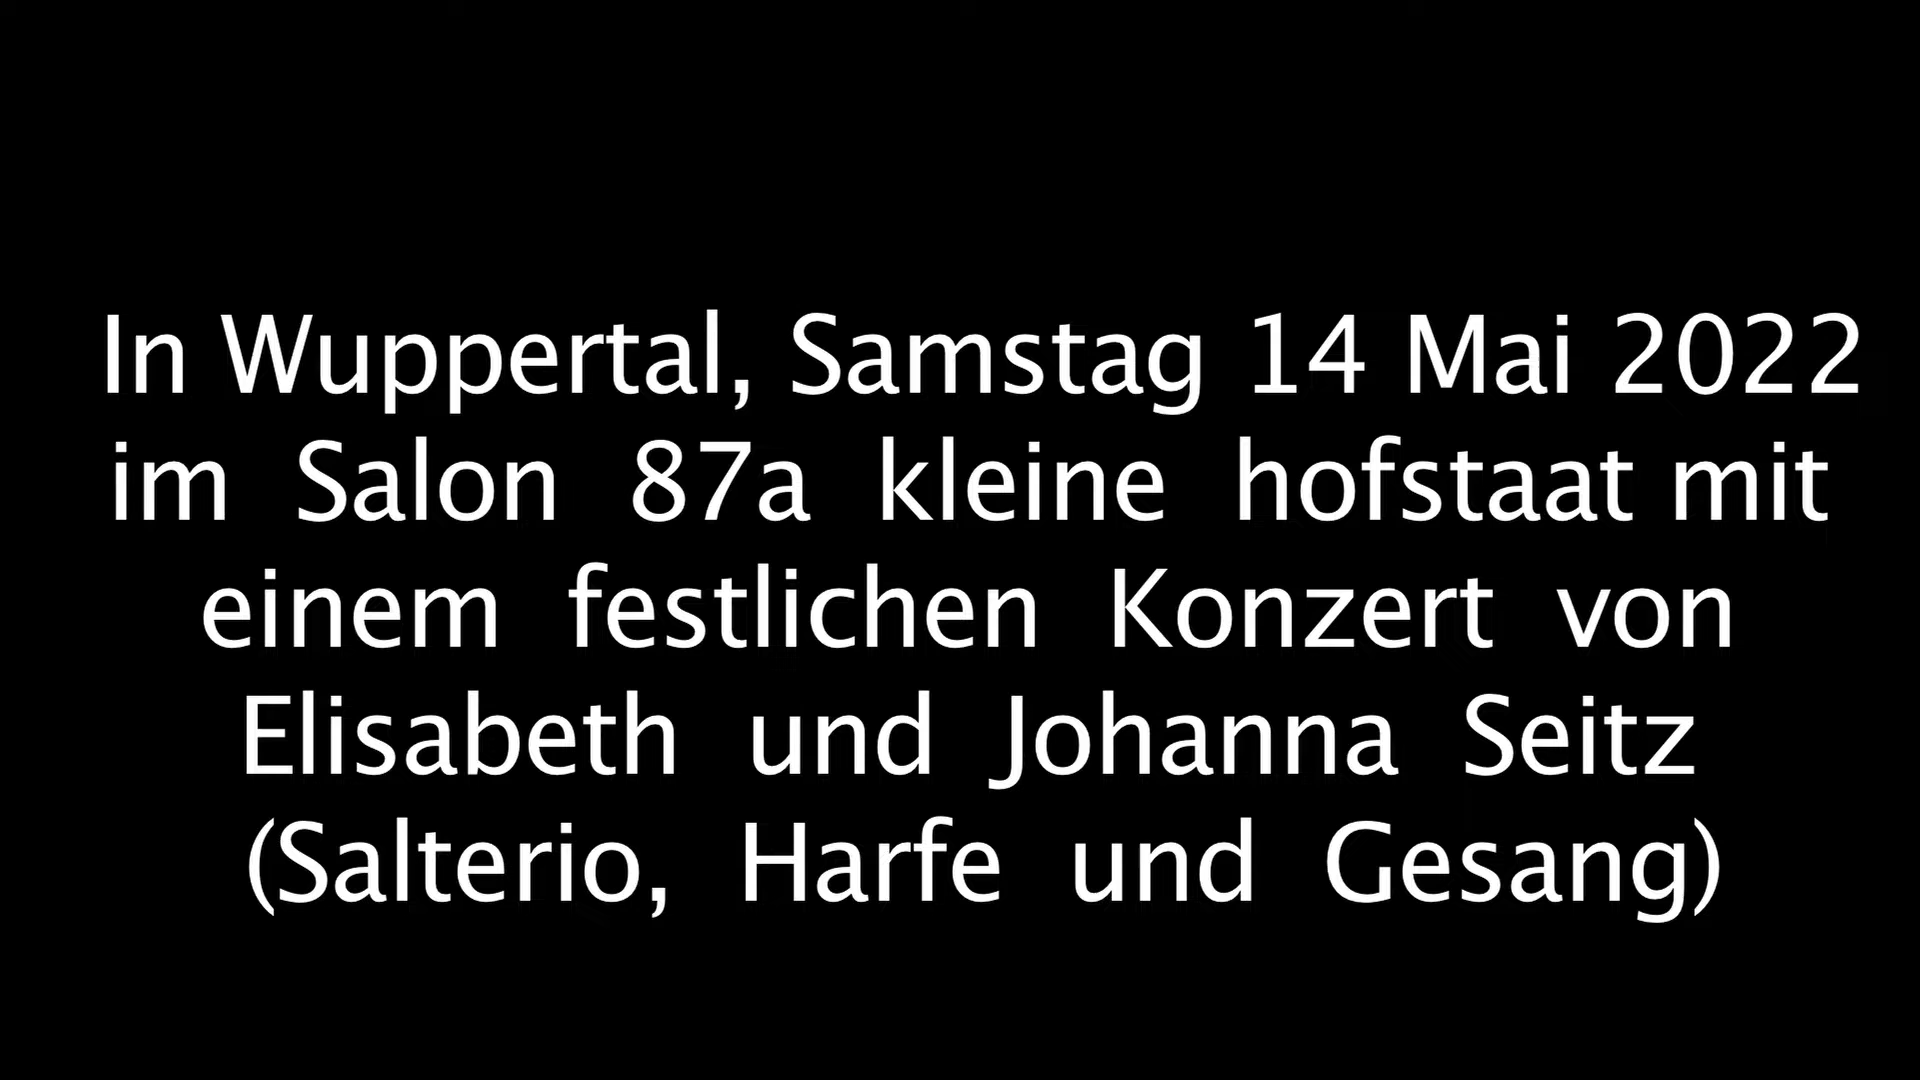 In Wuppertal, Samstag 14 Mai 2022
im Salon 87a kleine hofstaat mit
einem festlichen Konzert von
Elisabeth und Johanna Seitz
(Salterio, Harfe und Gesang)